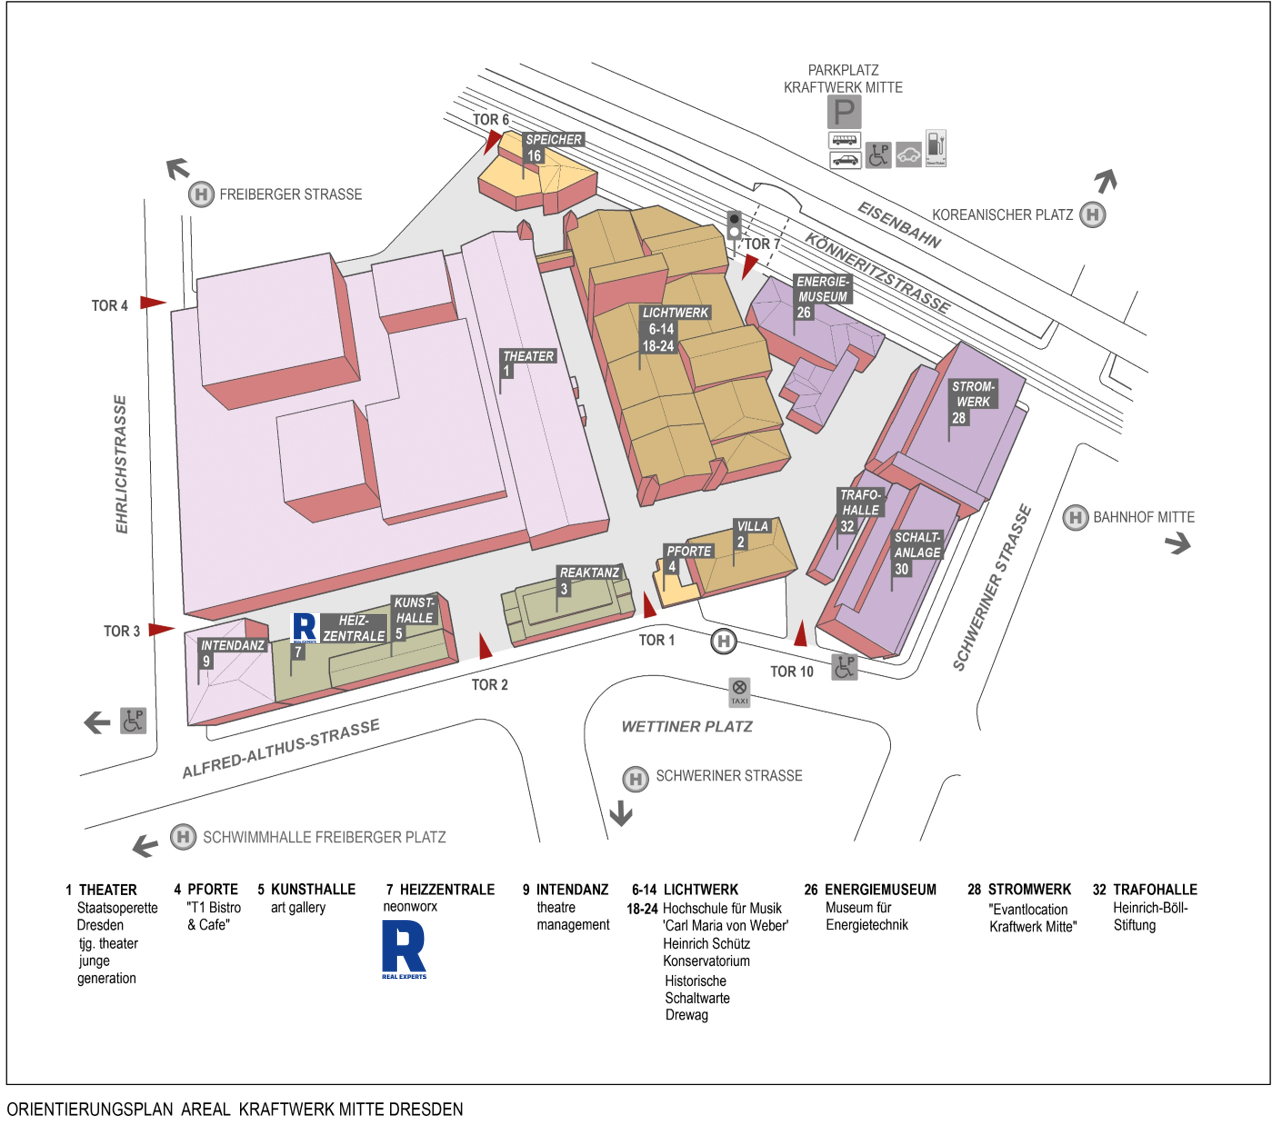 PARKPLATZ
KRAFTWERK MITTE
P
TOR 6
SPEICHER
16
H FREIBERGER STRASSE
KOREANISCHER PLATZ H
EISENBAHN
KÖNNERITZSTRASSE
TOR 7
TOR 4
ENERGIE-
MUSEUM
26
LICHTWERK
6-14
18-24
THEATER
1
STROM-
WERK
28
EHRLICHSTRASSE
TRAFO-
HALLE
32
H BAHNHOF MITTE
VILLA
2
SCHALT-
ANLAGE
30
PFORTE
4
REAKTANZ
3
SCHWERINER STRASSE
KUNST-
HALLE
5
R
REAL EXPERTS
HEIZ-
ZENTRALE
7
TOR 3
INTENDANZ
9
TOR 1
H
TOR 10
P
TOR 2
TAXI
P
WETTINER PLATZ
ALFRED-ALTHUS-STRASSE
H SCHWERINER STRASSE
H SCHWIMMHALLE FREIBERGER PLATZ
1 THEATER
Staatsoperette
Dresden
tjg. theater
junge
generation
4 PFORTE
"T1 Bistro
& Cafe"
5 KUNSTHALLE
art gallery
7 HEIZZENTRALE
neonworx
R
REAL EXPERTS
9 INTENDANZ
theatre
management
6-14 LICHTWERK
18-24 Hochschule für Musik
'Carl Maria von Weber'
Heinrich Schütz
Konservatorium
Historische
Schaltwarte
Drewag
26 ENERGIEMUSEUM
Museum für
Energietechnik
28 STROMWERK
"Evantlocation
Kraftwerk Mitte"
32 TRAFOHALLE
Heinrich-Böll-
Stiftung
ORIENTIERUNGSPLAN AREAL KRAFTWERK MITTE DRESDEN